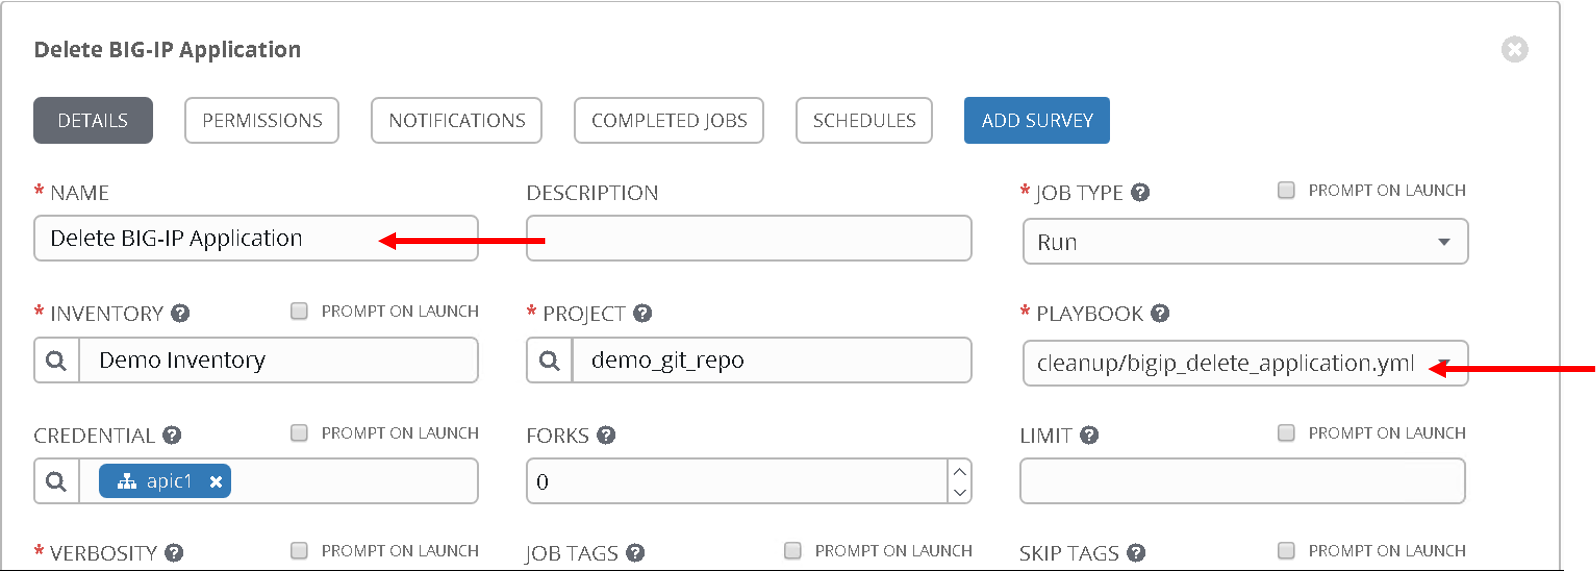 Delete BIG-IP Application
DETAILS PERMISSIONS NOTIFICATIONS COMPLETED JOBS SCHEDULES ADD SURVEY
* NAME DESCRIPTION * JOB TYPE ? PROMPT ON LAUNCH
Delete BIG-IP Application Run
* INVENTORY ? PROMPT ON LAUNCH * PROJECT ? * PLAYBOOK ?
Demo Inventory demo_git_repo cleanup/bigip_delete_application.yml
CREDENTIAL ? PROMPT ON LAUNCH FORKS ? LIMIT ? PROMPT ON LAUNCH
apic1 0
* VERBOSITY ? PROMPT ON LAUNCH JOB TAGS ? PROMPT ON LAUNCH SKIP TAGS ? PROMPT ON LAUNCH